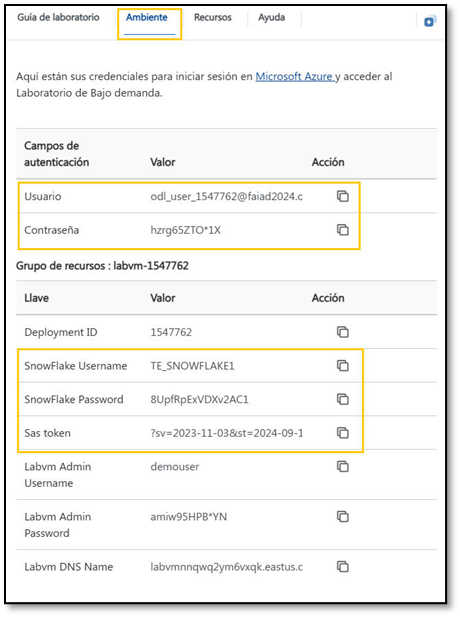 Guía de laboratorio Ambiente Recursos Ayuda
Aquí están sus credenciales para iniciar sesión en Microsoft Azure y acceder al
Laboratorio de Bajo demanda.
Campos de
autenticación Valor Acción
Usuario odl_user_1547762@faiad2024.c
Contraseña hzrg65ZTO*1X
Grupo de recursos : labvm-1547762
Llave Valor Acción
Deployment ID 1547762
SnowFlake Username TE_SNOWFLAKE1
SnowFlake Password 8UpfRpExVDXv2AC1
Sas token ?sv=2023-11-03&st=2024-09-1
Labvm Admin
Username demouser
Labvm Admin
Password amiw95HPB*YN
Labvm DNS Name labvmnnqwq2ym6vxqk.eastus.c